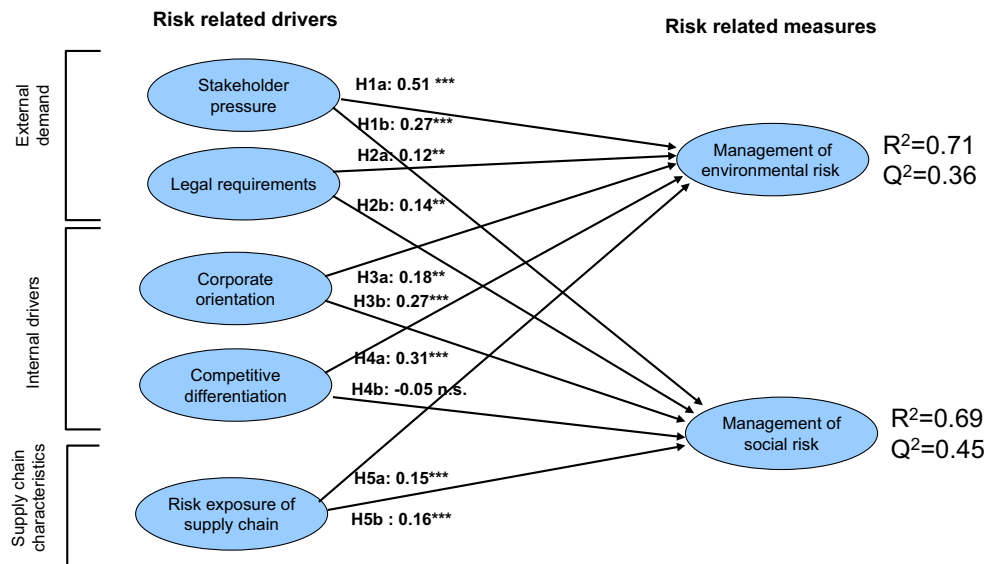 Risk related drivers
Risk related measures
External
demand
Stakeholder
pressure
H1a: 0.51 ***
H1b: 0.27***
H2a: 0.12**
Legal requirements
H2b: 0.14**
Management of
environmental risk
R²=0.71
Q²=0.36
Internal drivers
Corporate
orientation
H3a: 0.18**
H3b: 0.27***
Competitive
differentiation
H4a: 0.31***
H4b: -0.05 n.s.
Management of
social risk
R²=0.69
Q²=0.45
Supply chain
characteristics
Risk exposure of
supply chain
H5a: 0.15***
H5b : 0.16***